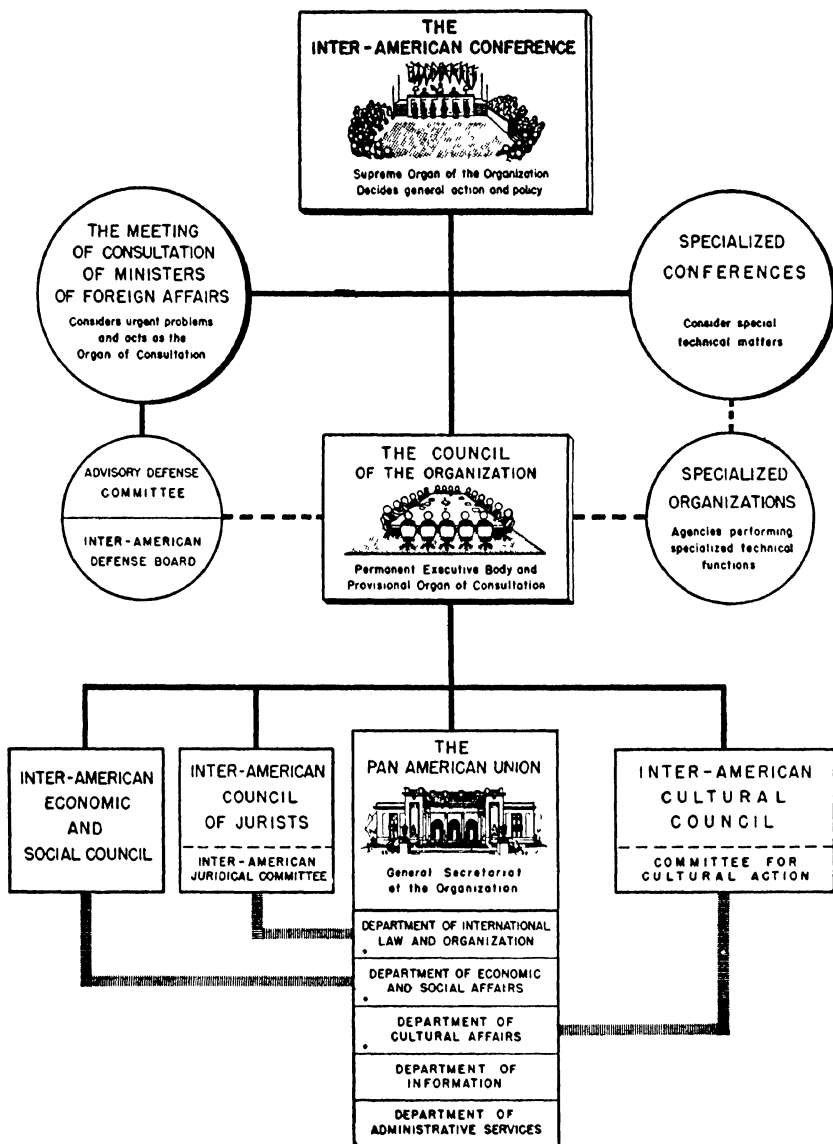 THE
INTER-AMERICAN CONFERENCE
Supreme Organ of the Organization
Decides general action and policy
THE MEETING
OF CONSULTATION
OF MINISTERS
OF FOREIGN AFFAIRS
Considers urgent problems
and acts as the
Organ of Consultation
SPECIALIZED
CONFERENCES
Consider special
technical matters
ADVISORY DEFENSE
COMMITTEE
INTER-AMERICAN
DEFENSE BOARD
THE COUNCIL
OF THE ORGANIZATION
Permanent Executive Body and
Provisional Organ of Consultation
SPECIALIZED
ORGANIZATIONS
Agencies performing
specialized technical
functions
INTER-AMERICAN
ECONOMIC
AND
SOCIAL COUNCIL
INTER-AMERICAN
COUNCIL
OF JURISTS
INTER-AMERICAN
JURIDICAL COMMITTEE
THE
PAN AMERICAN UNION
General Secretariat
of the Organization
DEPARTMENT OF INTERNATIONAL
LAW AND ORGANIZATION
DEPARTMENT OF ECONOMIC
AND SOCIAL AFFAIRS
DEPARTMENT OF
CULTURAL AFFAIRS
DEPARTMENT OF
INFORMATION
DEPARTMENT OF
ADMINISTRATIVE SERVICES
INTER-AMERICAN
CULTURAL
COUNCIL
COMMITTEE FOR
CULTURAL ACTION